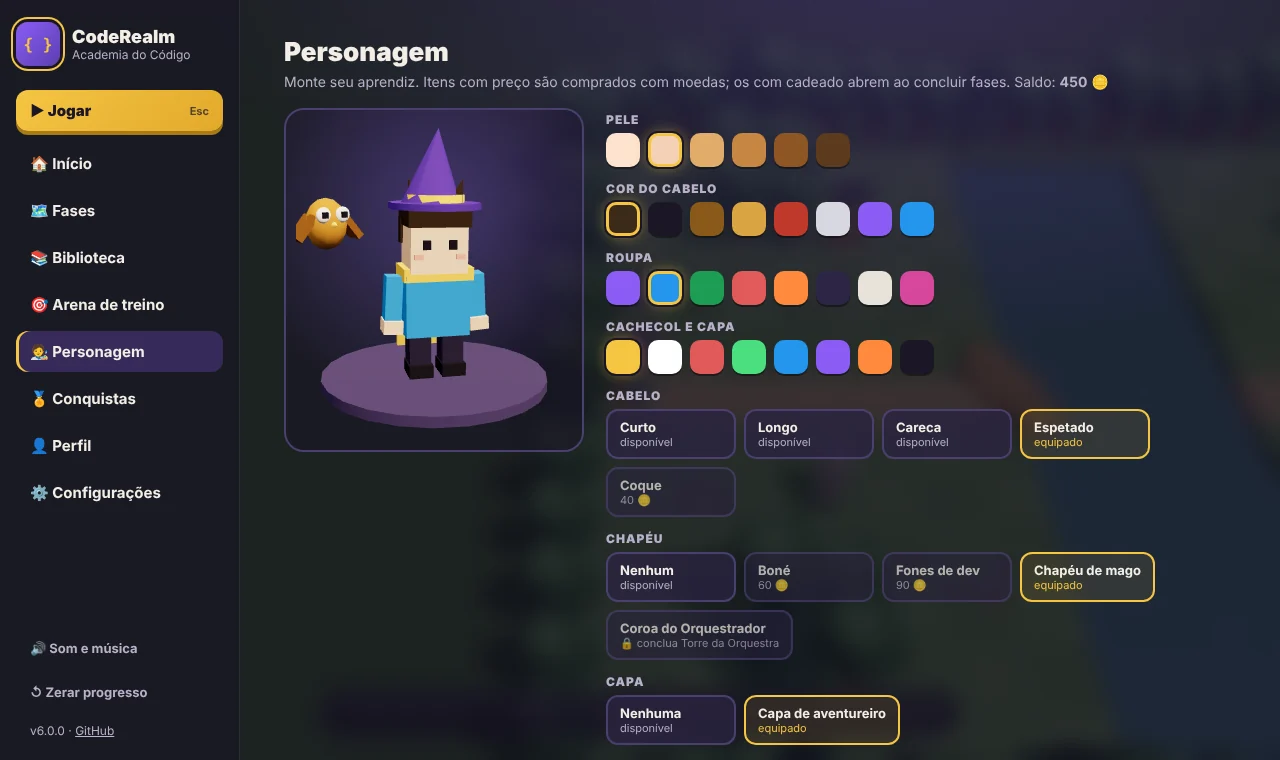 { }
CodeRealm
Academia do Código
▶ Jogar Esc
Início
Fases
Biblioteca
Arena de treino
Personagem
Conquistas
Perfil
Configurações
Som e música
Zerar progresso
v6.0.0 · GitHub
Personagem
Monte seu aprendiz. Itens com preço são comprados com moedas; os com cadeado abrem ao concluir fases. Saldo: 450
PELE
COR DO CABELO
ROUPA
CACHECOL E CAPA
CABELO
Curto
disponível
Longo
disponível
Careca
disponível
Espetado
equipado
Coque
40
CHAPÉU
Nenhum
disponível
Boné
60
Fones de dev
90
Chapéu de mago
equipado
Coroa do Orquestrador
conclua Torre da Orquestra
CAPA
Nenhuma
disponível
Capa de aventureiro
equipado